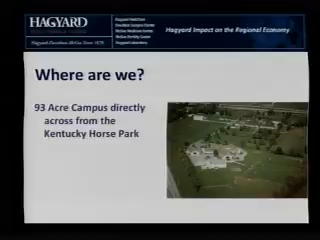 HAGYARD
Hagyard Impact on the Regional Economy
Hagyard-Davidson-McGee Since 1876
Where are we?
93 Acre Campus directly
across from the
Kentucky Horse Park